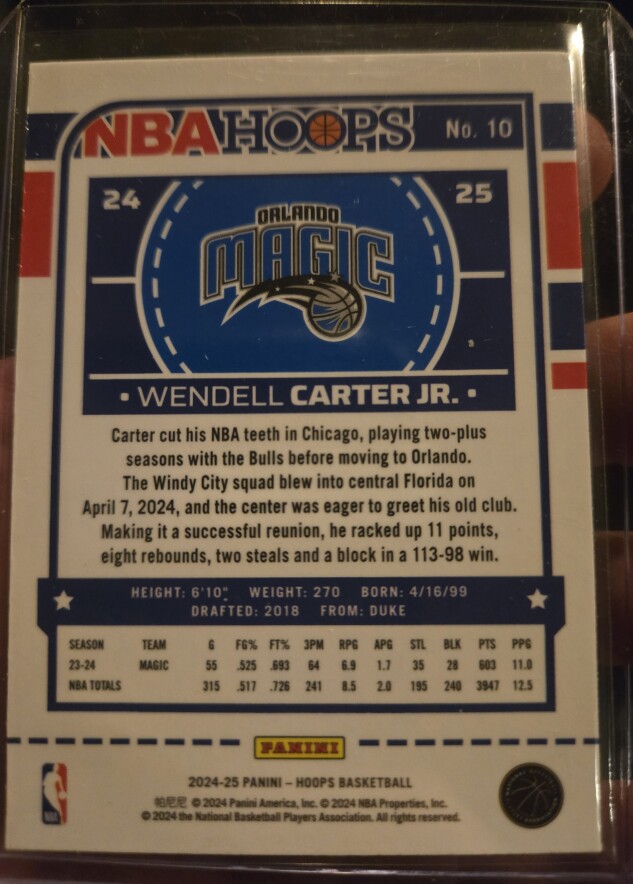 NBA HOOPS No. 10
24 25
ORLANDO
MAGIC
• WENDELL CARTER JR. •
Carter cut his NBA teeth in Chicago, playing two-plus
seasons with the Bulls before moving to Orlando.
The Windy City squad blew into central Florida on
April 7, 2024, and the center was eager to greet his old club.
Making it a successful reunion, he racked up 11 points,
eight rebounds, two steals and a block in a 113-98 win.
HEIGHT: 6'10" WEIGHT: 270 BORN: 4/16/99
DRAFTED: 2018 FROM: DUKE
SEASON TEAM G FG% FT% 3PM RPG APG STL BLK PTS PPG
23-24 MAGIC 55 .525 .693 64 6.9 1.7 35 28 603 11.0
NBA TOTALS 315 .517 .726 241 8.5 2.0 195 240 3947 12.5
PANINI
2024-25 PANINI – HOOPS BASKETBALL
帕尼尼 © 2024 Panini America, Inc. © 2024 NBA Properties, Inc.
© 2024 the National Basketball Players Association. All rights reserved.
NBA